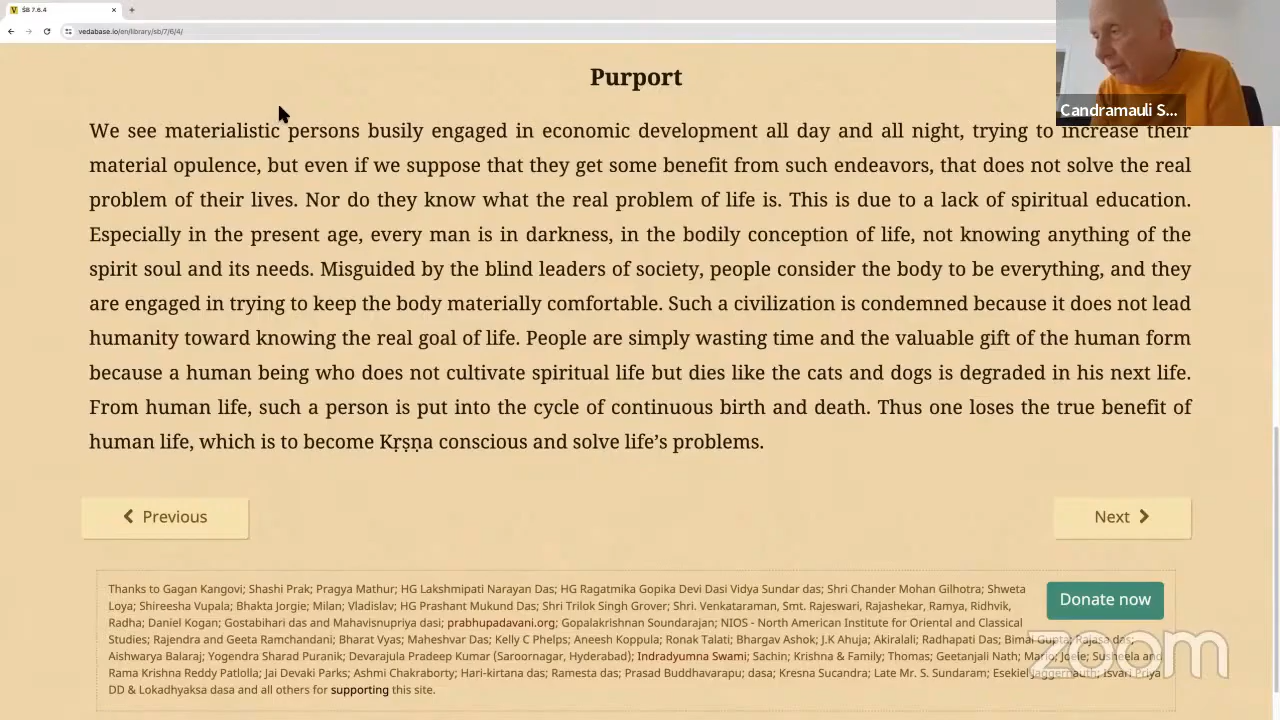 ŚB 7.6.4
vedabase.io/en/library/sb/7/6/4/
Candramauli S...
Purport
We see materialistic persons busily engaged in economic development all day and all night, trying to increase their
material opulence, but even if we suppose that they get some benefit from such endeavors, that does not solve the real
problem of their lives. Nor do they know what the real problem of life is. This is due to a lack of spiritual education.
Especially in the present age, every man is in darkness, in the bodily conception of life, not knowing anything of the
spirit soul and its needs. Misguided by the blind leaders of society, people consider the body to be everything, and they
are engaged in trying to keep the body materially comfortable. Such a civilization is condemned because it does not lead
humanity toward knowing the real goal of life. People are simply wasting time and the valuable gift of the human form
because a human being who does not cultivate spiritual life but dies like the cats and dogs is degraded in his next life.
From human life, such a person is put into the cycle of continuous birth and death. Thus one loses the true benefit of
human life, which is to become Kṛṣṇa conscious and solve life’s problems.
Previous
Next
Thanks to Gagan Kangovi; Shashi Prak; Pragya Mathur; HG Lakshmipati Narayan Das; HG Ragatmika Gopika Devi Dasi Vidya Sundar das; Shri Chander Mohan Gilhotra; Shweta
Loya; Shireesha Vupala; Bhakta Jorgie; Milan; Vladislav; HG Prashant Mukund Das; Shri Trilok Singh Grover; Shri. Venkataraman, Smt. Rajeswari, Rajashekar, Ramya, Ridhvik,
Radha; Daniel Kogan; Gostabihari das and Mahavisnupriya dasi; prabhupadavani.org; Gopalakrishnan Soundarajan; NIOS - North American Institute for Oriental and Classical
Studies; Rajendra and Geeta Ramchandani; Bharat Vyas; Maheshvar Das; Kelly C Phelps; Aneesh Koppula; Ronak Talati; Bhargav Ashok; J.K Ahuja; Akiralali; Radhapati Das; Bimal Gupta; Rajasa das;
Aishwarya Balaraj; Yogendra Sharad Puranik; Devarajula Pradeep Kumar (Saroornagar, Hyderabad); Indradyumna Swami; Sachin; Krishna & Family; Thomas; Geetanjali Nath; Mario; Joele; Susheela and
Rama Krishna Reddy Patlolla; Jai Devaki Parks; Ashmi Chakraborty; Hari-kirtana das; Ramesta das; Prasad Buddhavarapu; dasa; Kresna Sucandra; Late Mr. S. Sundaram; Esekiel Jaggernauth; Isvari Priya
DD & Lokadhyaksa dasa and all others for supporting this site.
Donate now
zoom